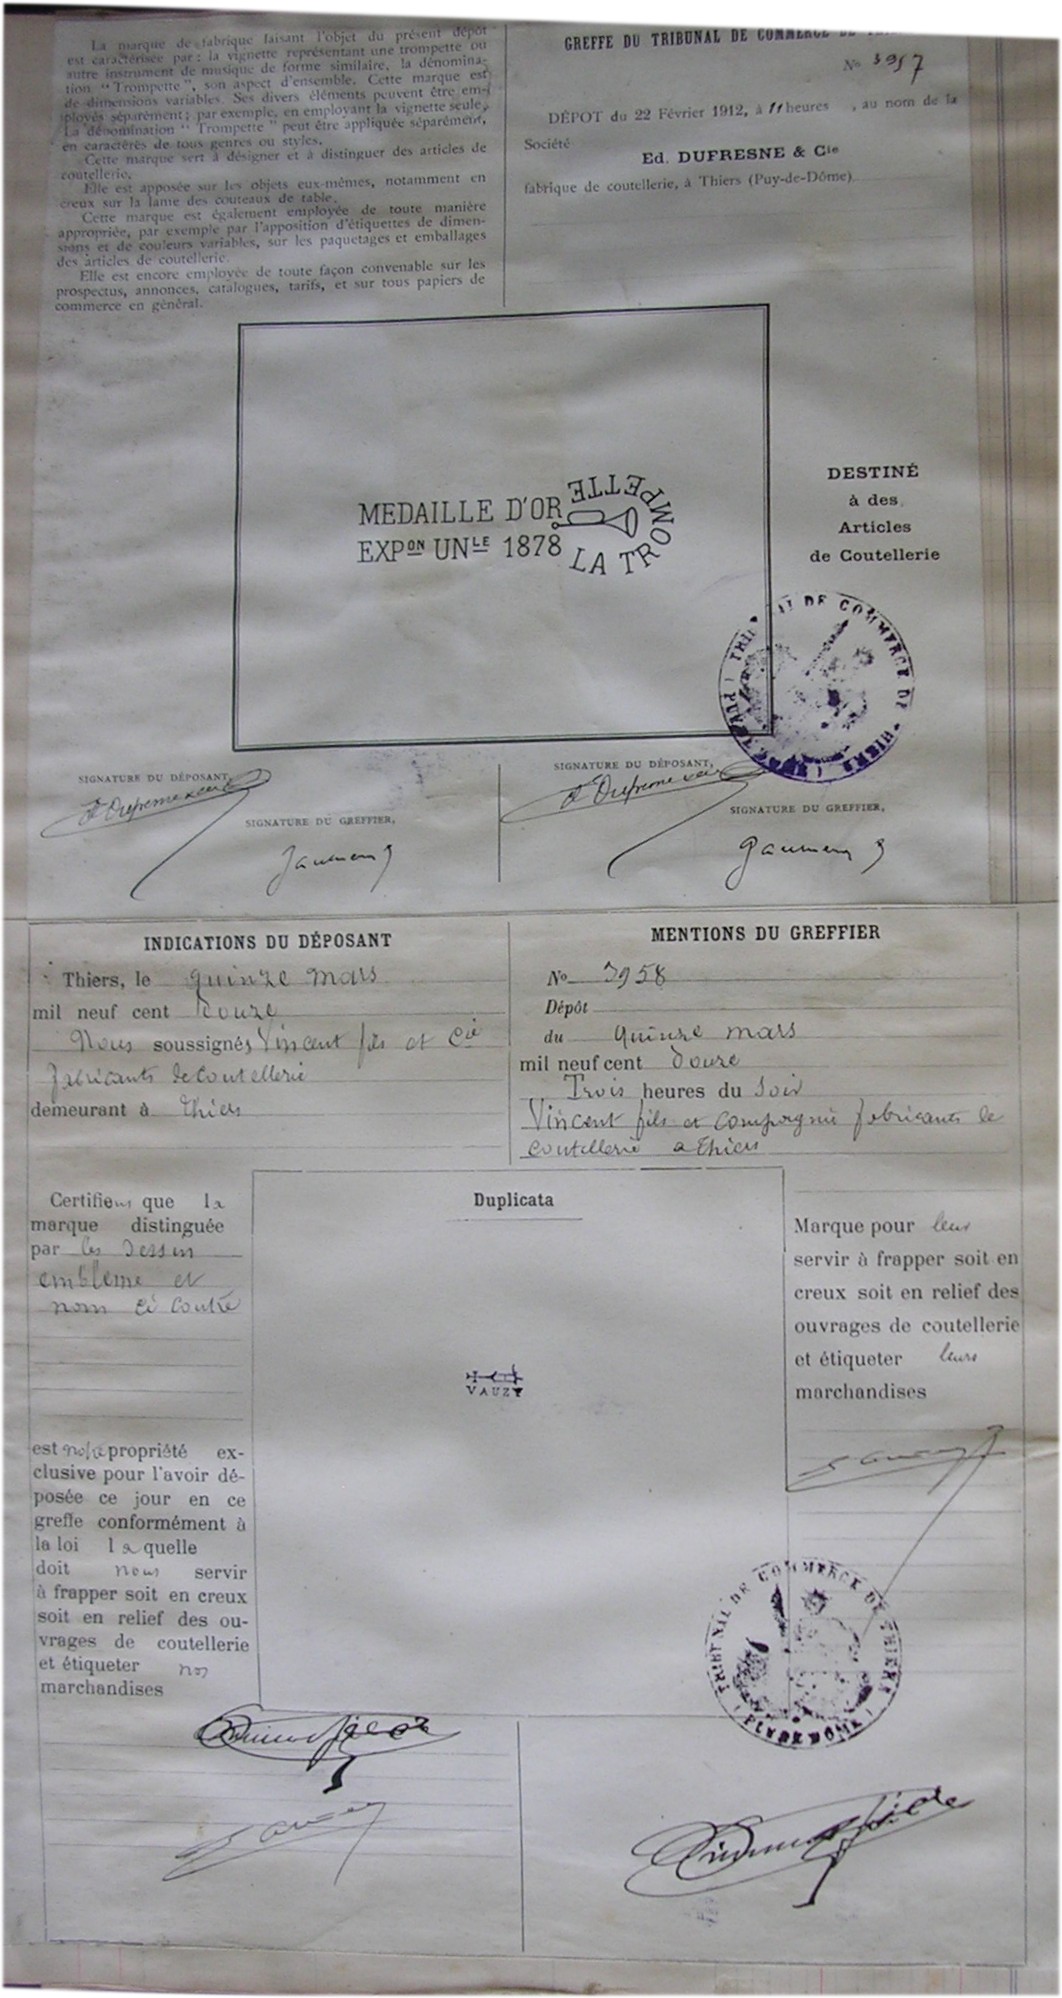 La marque de fabrique faisant l'objet du présent dépôt
est caractérisée par : la vignette représentant une trompette ou
autre instrument de musique de forme similaire, la dénomina-
tion "Trompette", son aspect d'ensemble. Cette marque est
de dimensions variables. Ses divers éléments peuvent être em-
ployés séparément; par exemple, en employant la vignette seule,
La dénomination "Trompette" peut être appliquée séparément,
en caractères de tous genres ou styles.
Cette marque sert à désigner et à distinguer des articles de
coutellerie.
Elle est apposée sur les objets eux-mêmes, notamment en
creux sur la lame des couteaux de table.
Cette marque est également employée de toute manière
appropriée, par exemple par l'apposition d'étiquettes de dimen-
sions et de couleurs variables, sur les paquetages et emballages
des articles de coutellerie.
Elle est encore employée de toute façon convenable sur les
prospectus, annonces, catalogues, tarifs, et sur tous papiers de
commerce en général.
GREFFE DU TRIBUNAL DE COMMERCE DE
No 3957
DÉPOT du 22 Février 1912, à 11 heures , au nom de la
Société
Ed. DUFRESNE & Cie
fabrique de coutellerie, à Thiers (Puy-de-Dôme)
MEDAILLE D'OR
EXPON UNLE 1878
LA TROMPETTE
DESTINÉ
à des
Articles
de Coutellerie
TRIBUNAL DE COMMERCE DE THIERS
SIGNATURE DU DÉPOSANT,
SIGNATURE DU GREFFIER,
SIGNATURE DU DÉPOSANT,
SIGNATURE DU GREFFIER,
INDICATIONS DU DÉPOSANT
Thiers, le quinze mars
mil neuf cent Douze
Nous soussignés Vincent fils et Cie
fabricants de coutellerie
demeurant à Thiers
MENTIONS DU GREFFIER
No 3958
Dépôt
du quinze mars
mil neuf cent douze
Trois heures du soir
Vincent fils et compagnie fabricants de
coutellerie a Thiers
Certifions que la
marque distinguée
par les dessin
emblème et
nom ci contre
est notre propriété ex-
clusive pour l'avoir dé-
posée ce jour en ce
greffe conformément à
la loi laquelle
doit nous servir
à frapper soit en creux
soit en relief des ou-
vrages de coutellerie
et étiqueter nos
marchandises
Duplicata
VAUZY
Marque pour leur
servir à frapper soit en
creux soit en relief des
ouvrages de coutellerie
et étiqueter leurs
marchandises
TRIBUNAL DE COMMERCE DE THIERS
(PUY DE DOME)